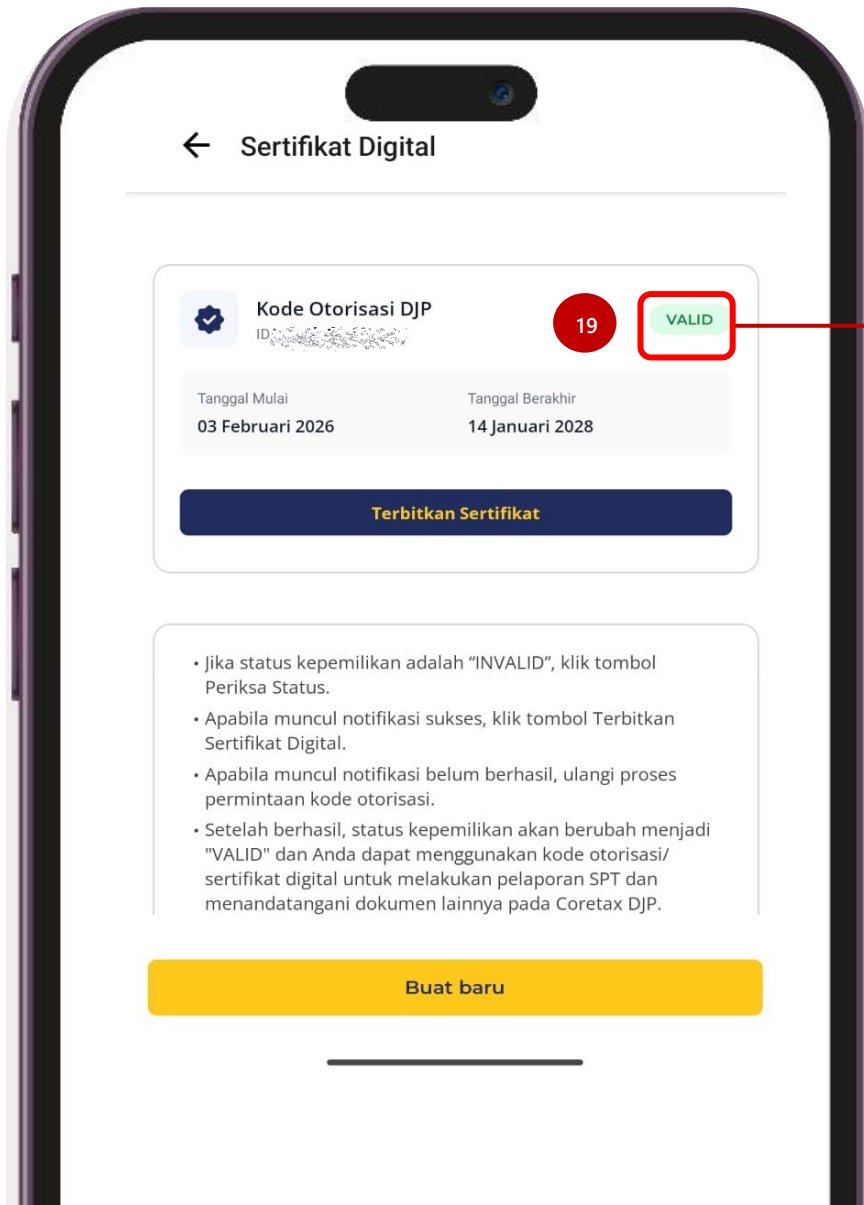 Sertifikat Digital
Kode Otorisasi DJP
19
VALID
ID
Tanggal Mulai
Tanggal Berakhir
03 Februari 2026
14 Januari 2028
Terbitkan Sertifikat
• Jika status kepemilikan adalah “INVALID”, klik tombol
Periksa Status.
• Apabila muncul notifikasi sukses, klik tombol Terbitkan
Sertifikat Digital.
• Apabila muncul notifikasi belum berhasil, ulangi proses
permintaan kode otorisasi.
• Setelah berhasil, status kepemilikan akan berubah menjadi
"VALID" dan Anda dapat menggunakan kode otorisasi/
sertifikat digital untuk melakukan pelaporan SPT dan
menandatangani dokumen lainnya pada Coretax DJP.
Buat baru